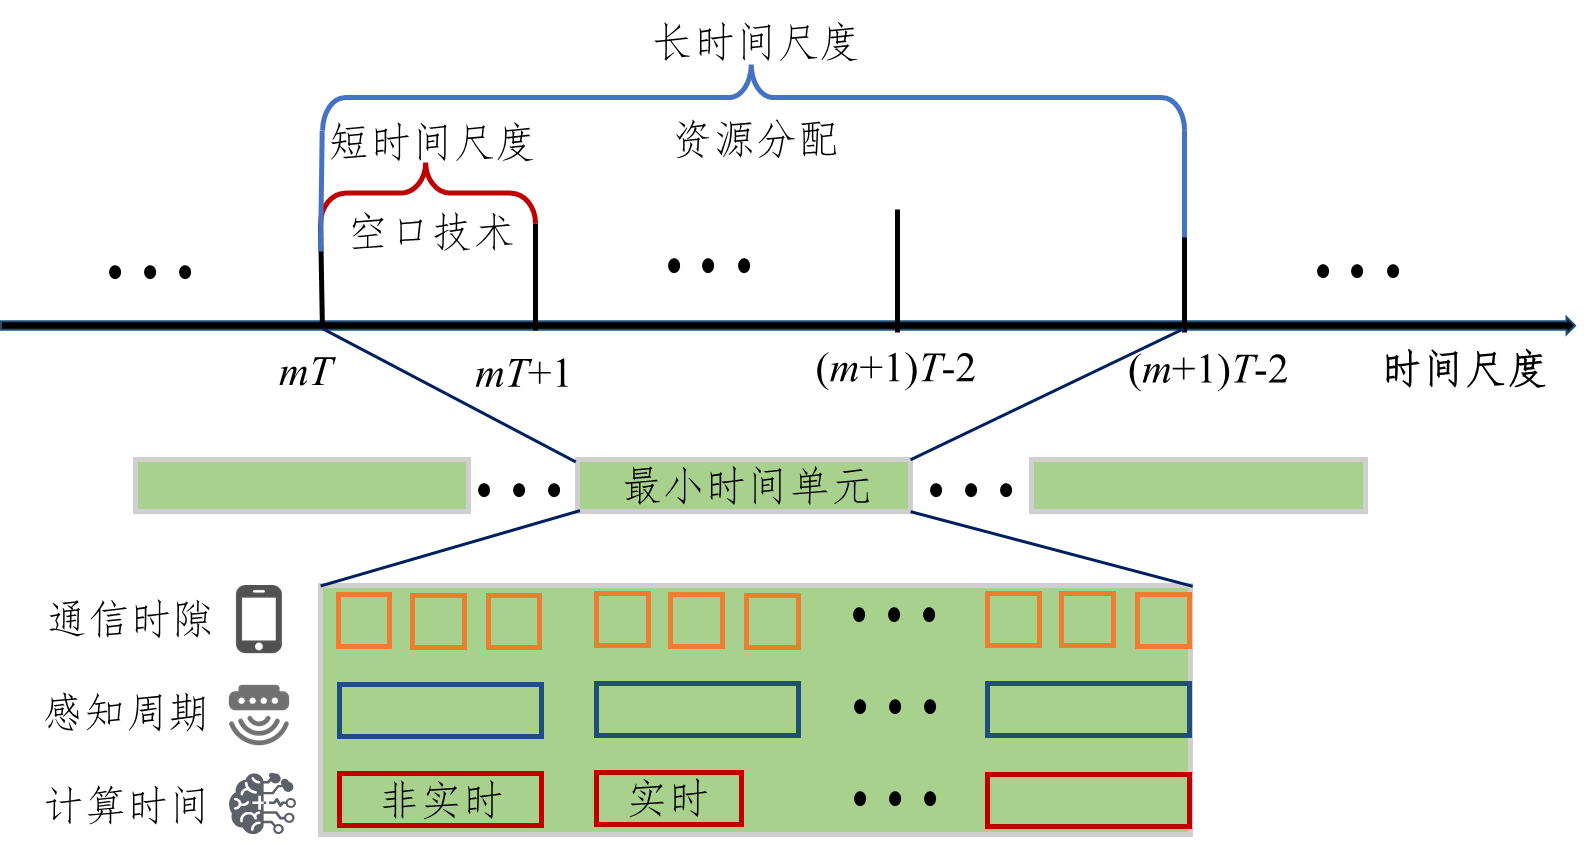 长时间尺度
短时间尺度
资源分配
空口技术
mT
mT+1
(m+1)T-2
(m+1)T-2
时间尺度
最小时间单元
通信时隙
感知周期
计算时间
非实时
实时